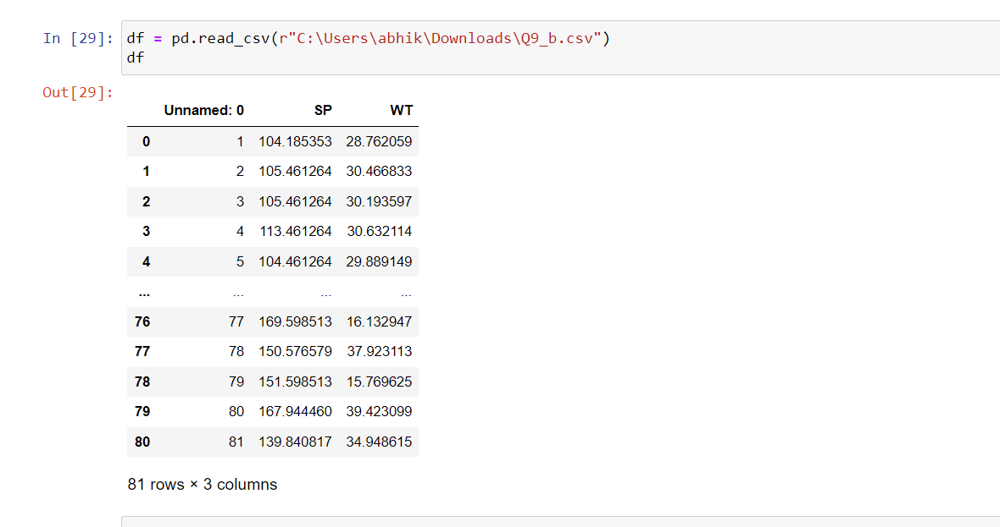 In [29]: df = pd.read_csv(r"C:\Users\abhik\Downloads\Q9_b.csv")
df
Out[29]:
Unnamed: 0 SP WT
0 1 104.185353 28.762059
1 2 105.461264 30.466833
2 3 105.461264 30.193597
3 4 113.461264 30.632114
4 5 104.461264 29.889149
... ... ... ...
76 77 169.598513 16.132947
77 78 150.576579 37.923113
78 79 151.598513 15.769625
79 80 167.944460 39.423099
80 81 139.840817 34.948615
81 rows × 3 columns